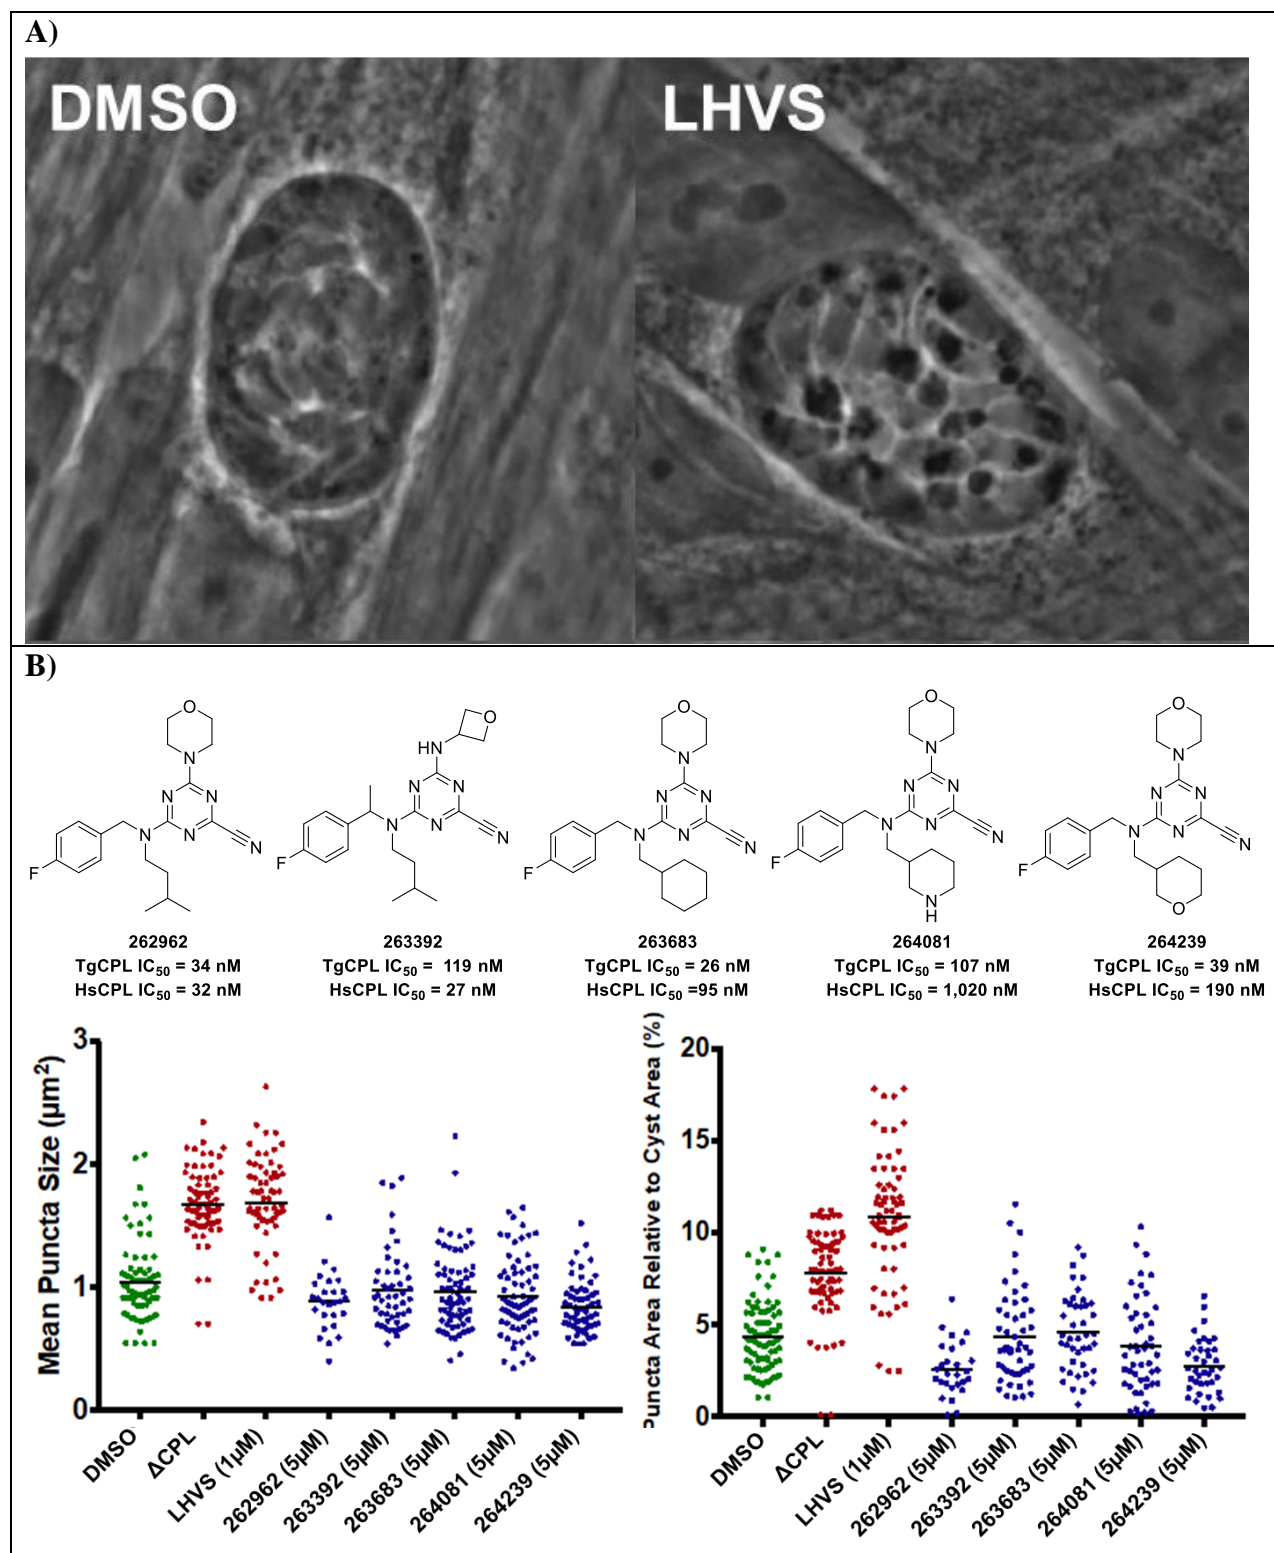 A)
DMSO
LHVS
B)
O
N
N
N
N
N
N
F
262962
TgCPL IC50 = 34 nM
HsCPL IC50 = 32 nM
O
HN
N
N
N
N
N
F
263392
TgCPL IC50 = 119 nM
HsCPL IC50 = 27 nM
O
N
N
N
N
N
N
F
263683
TgCPL IC50 = 26 nM
HsCPL IC50 =95 nM
O
N
N
N
N
N
N
F
N
H
264081
TgCPL IC50 = 107 nM
HsCPL IC50 = 1,020 nM
O
N
N
N
N
N
N
F
O
264239
TgCPL IC50 = 39 nM
HsCPL IC50 = 190 nM
Mean Puncta Size (µm2)
3
2
1
0
DMSO
ΔCPL
LHVS (1µM)
262962 (5µM)
263392 (5µM)
263683 (5µM)
264081 (5µM)
264239 (5µM)
Puncta Area Relative to Cyst Area (%)
20
15
10
5
0
DMSO
ΔCPL
LHVS (1µM)
262962 (5µM)
263392 (5µM)
263683 (5µM)
264081 (5µM)
264239 (5µM)